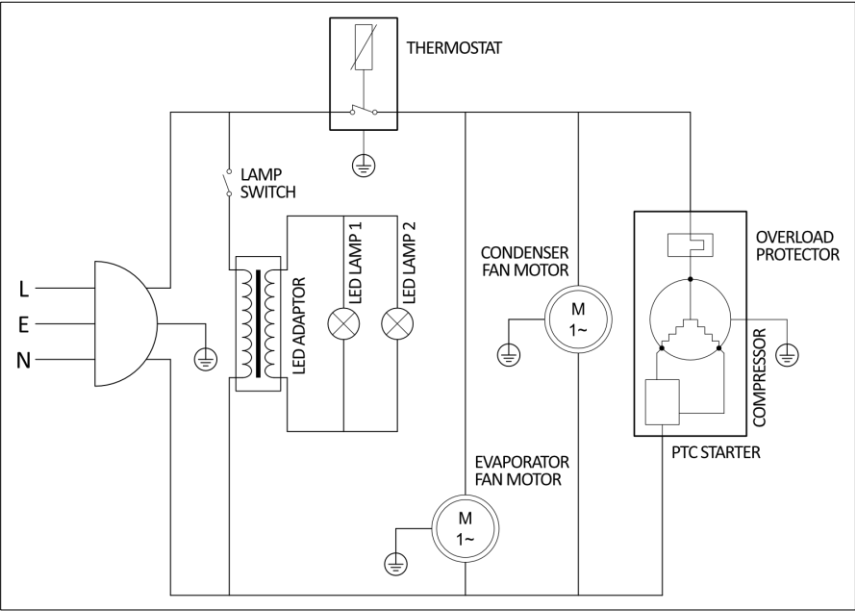 THERMOSTAT
LAMP
SWITCH
L
E
N
LED ADAPTOR
LED LAMP 1
LED LAMP 2
CONDENSER
FAN MOTOR
M
1~
OVERLOAD
PROTECTOR
COMPRESSOR
PTC STARTER
EVAPORATOR
FAN MOTOR
M
1~